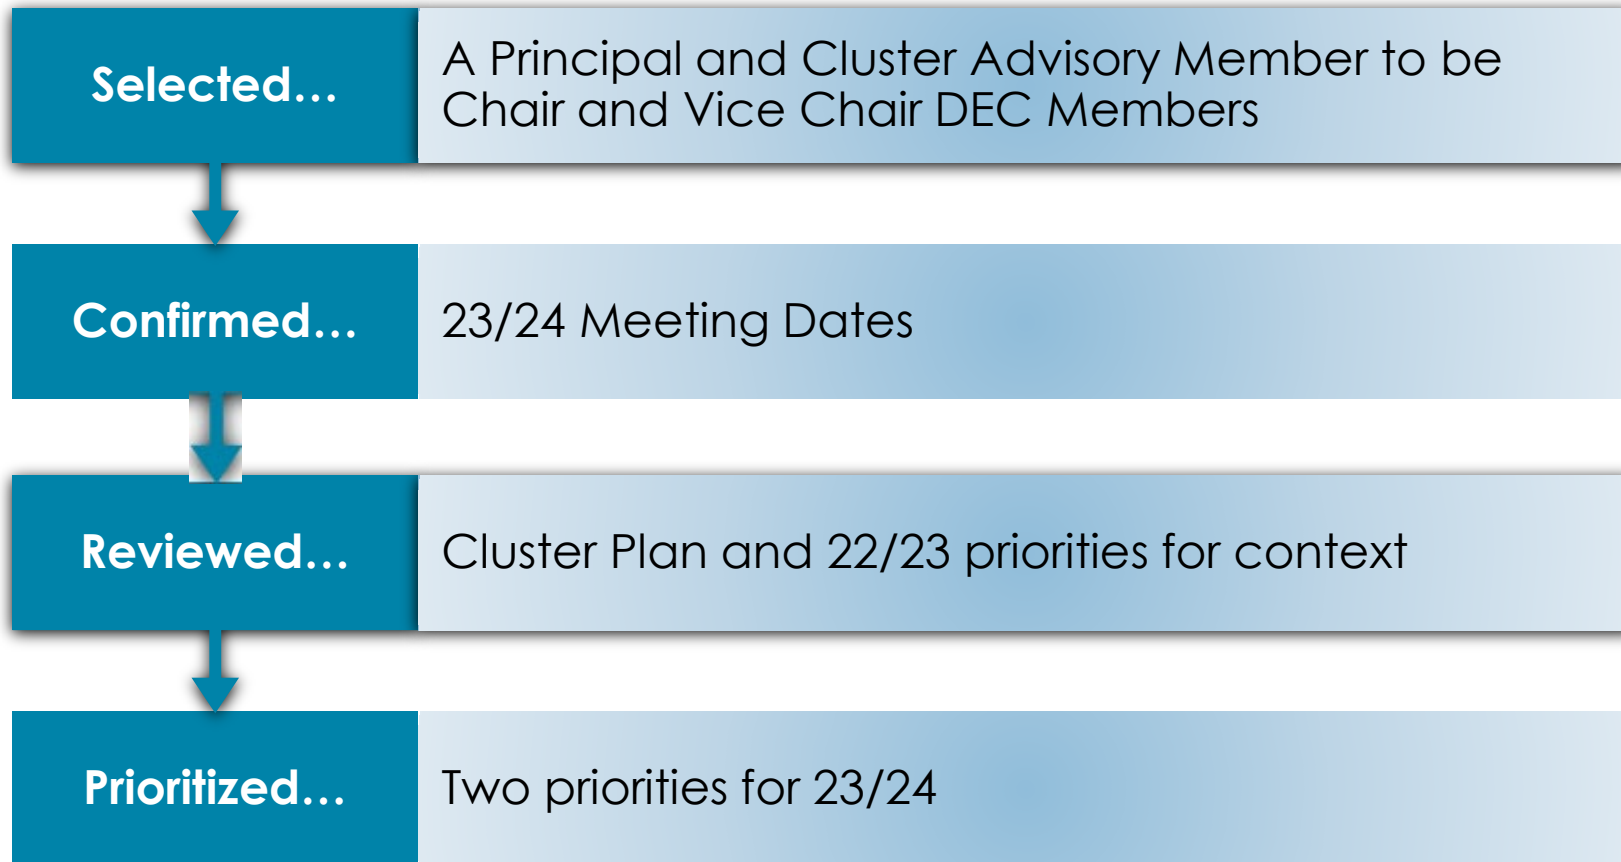 Selected…
A Principal and Cluster Advisory Member to be
Chair and Vice Chair DEC Members
Confirmed…
23/24 Meeting Dates
Reviewed…
Cluster Plan and 22/23 priorities for context
Prioritized…
Two priorities for 23/24